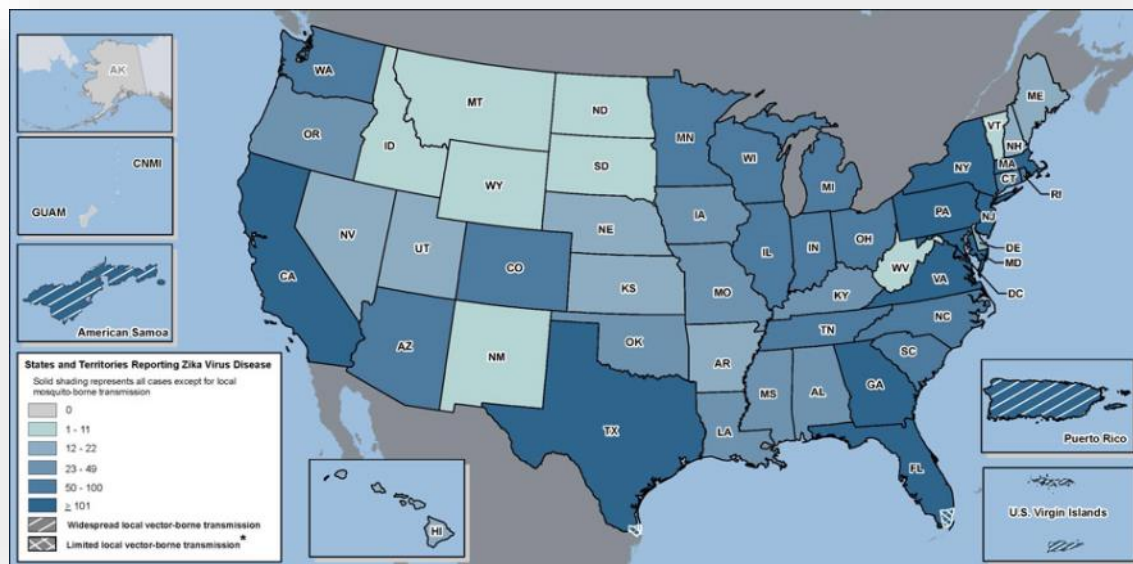 AK
CNMI
GUAM
American Samoa
States and Territories Reporting Zika Virus Disease
Solid shading represents all cases except for local
mosquito-borne transmission
0
1 - 11
12 - 22
23 - 49
50 - 100
≥ 101
Widespread local vector-borne transmission
Limited local vector-borne transmission*
WA
OR
CA
ID
NV
MT
WY
UT
AZ
CO
NM
ND
SD
NE
KS
OK
TX
MN
IA
MO
AR
LA
WI
IL
MI
IN
OH
KY
TN
MS
AL
GA
FL
SC
NC
VA
WV
PA
NY
VT
NH
ME
MA
CT
RI
NJ
DE
MD
DC
HI
Puerto Rico
U.S. Virgin Islands